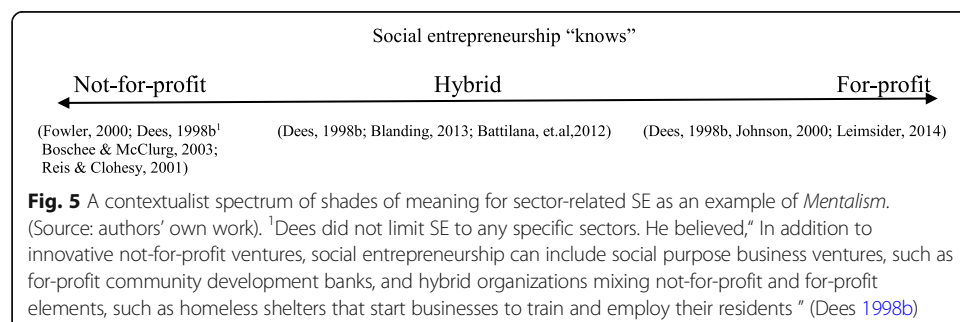 Social entrepreneurship “knows”
Not-for-profit Hybrid For-profit
(Fowler, 2000; Dees, 1998b1 (Dees, 1998b; Blanding, 2013; Battilana, et.al,2012) (Dees, 1998b, Johnson, 2000; Leimsider, 2014)
Boschee & McClurg, 2003;
Reis & Clohesy, 2001)
Fig. 5 A contextualist spectrum of shades of meaning for sector-related SE as an example of Mentalism.
(Source: authors’ own work). 1Dees did not limit SE to any specific sectors. He believed,“ In addition to
innovative not-for-profit ventures, social entrepreneurship can include social purpose business ventures, such as
for-profit community development banks, and hybrid organizations mixing not-for-profit and for-profit
elements, such as homeless shelters that start businesses to train and employ their residents ” (Dees 1998b)